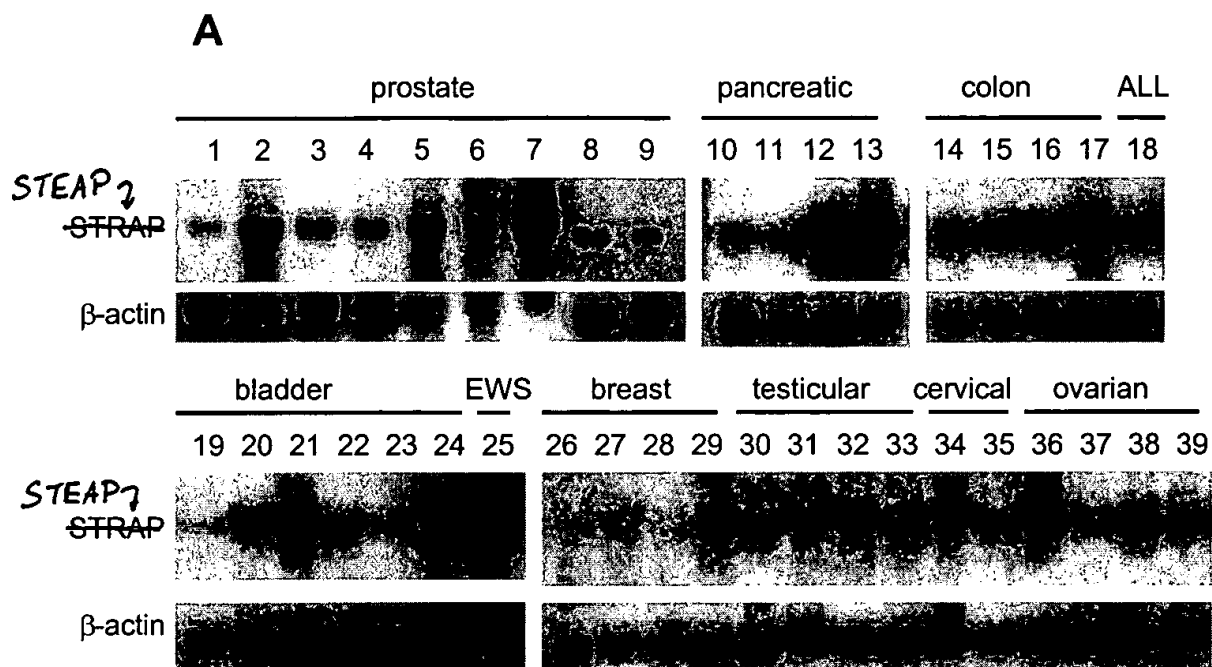 A
prostate pancreatic colon ALL
1 2 3 4 5 6 7 8 9 10 11 12 13 14 15 16 17 18
STEAP
STRAP
β-actin
bladder EWS breast testicular cervical ovarian
19 20 21 22 23 24 25 26 27 28 29 30 31 32 33 34 35 36 37 38 39
STEAP
STRAP
β-actin